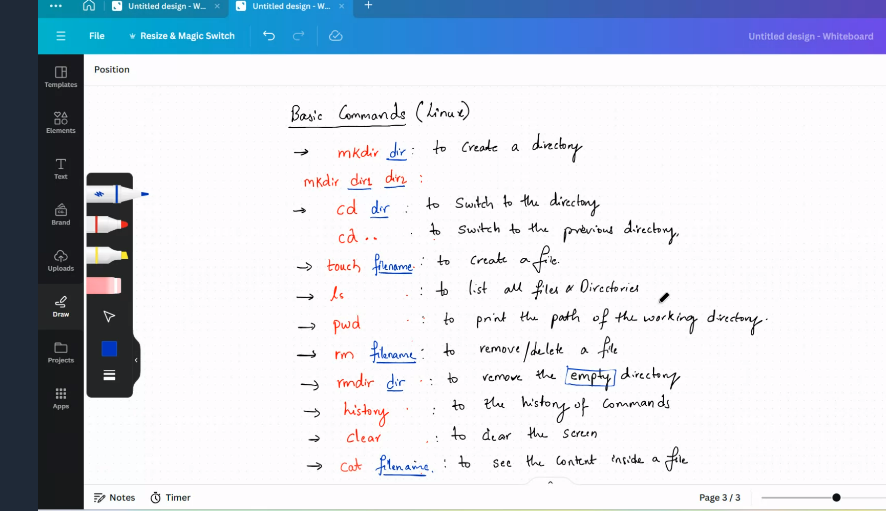 Untitled design - W... × Untitled design - W... × +
File Resize & Magic Switch Untitled design - Whiteboard
Templates
Elements
Text
Brand
Uploads
Draw
Projects
Apps
Position
Basic Commands (Linux)
→ mkdir dir : to create a directory
mkdir dir1 dir2 :
→ cd dir : to switch to the directory
cd .. : to switch to the previous directory.
→ touch filename : to create a file.
→ ls : to list all files & Directories
→ pwd : to print the path of the working directory.
→ rm filename : to remove/delete a file
→ rmdir dir : to remove the empty directory
→ history : to the history of commands
→ clear : to clear the screen
→ cat filename : to see the content inside a file
Notes Timer Page 3 / 3